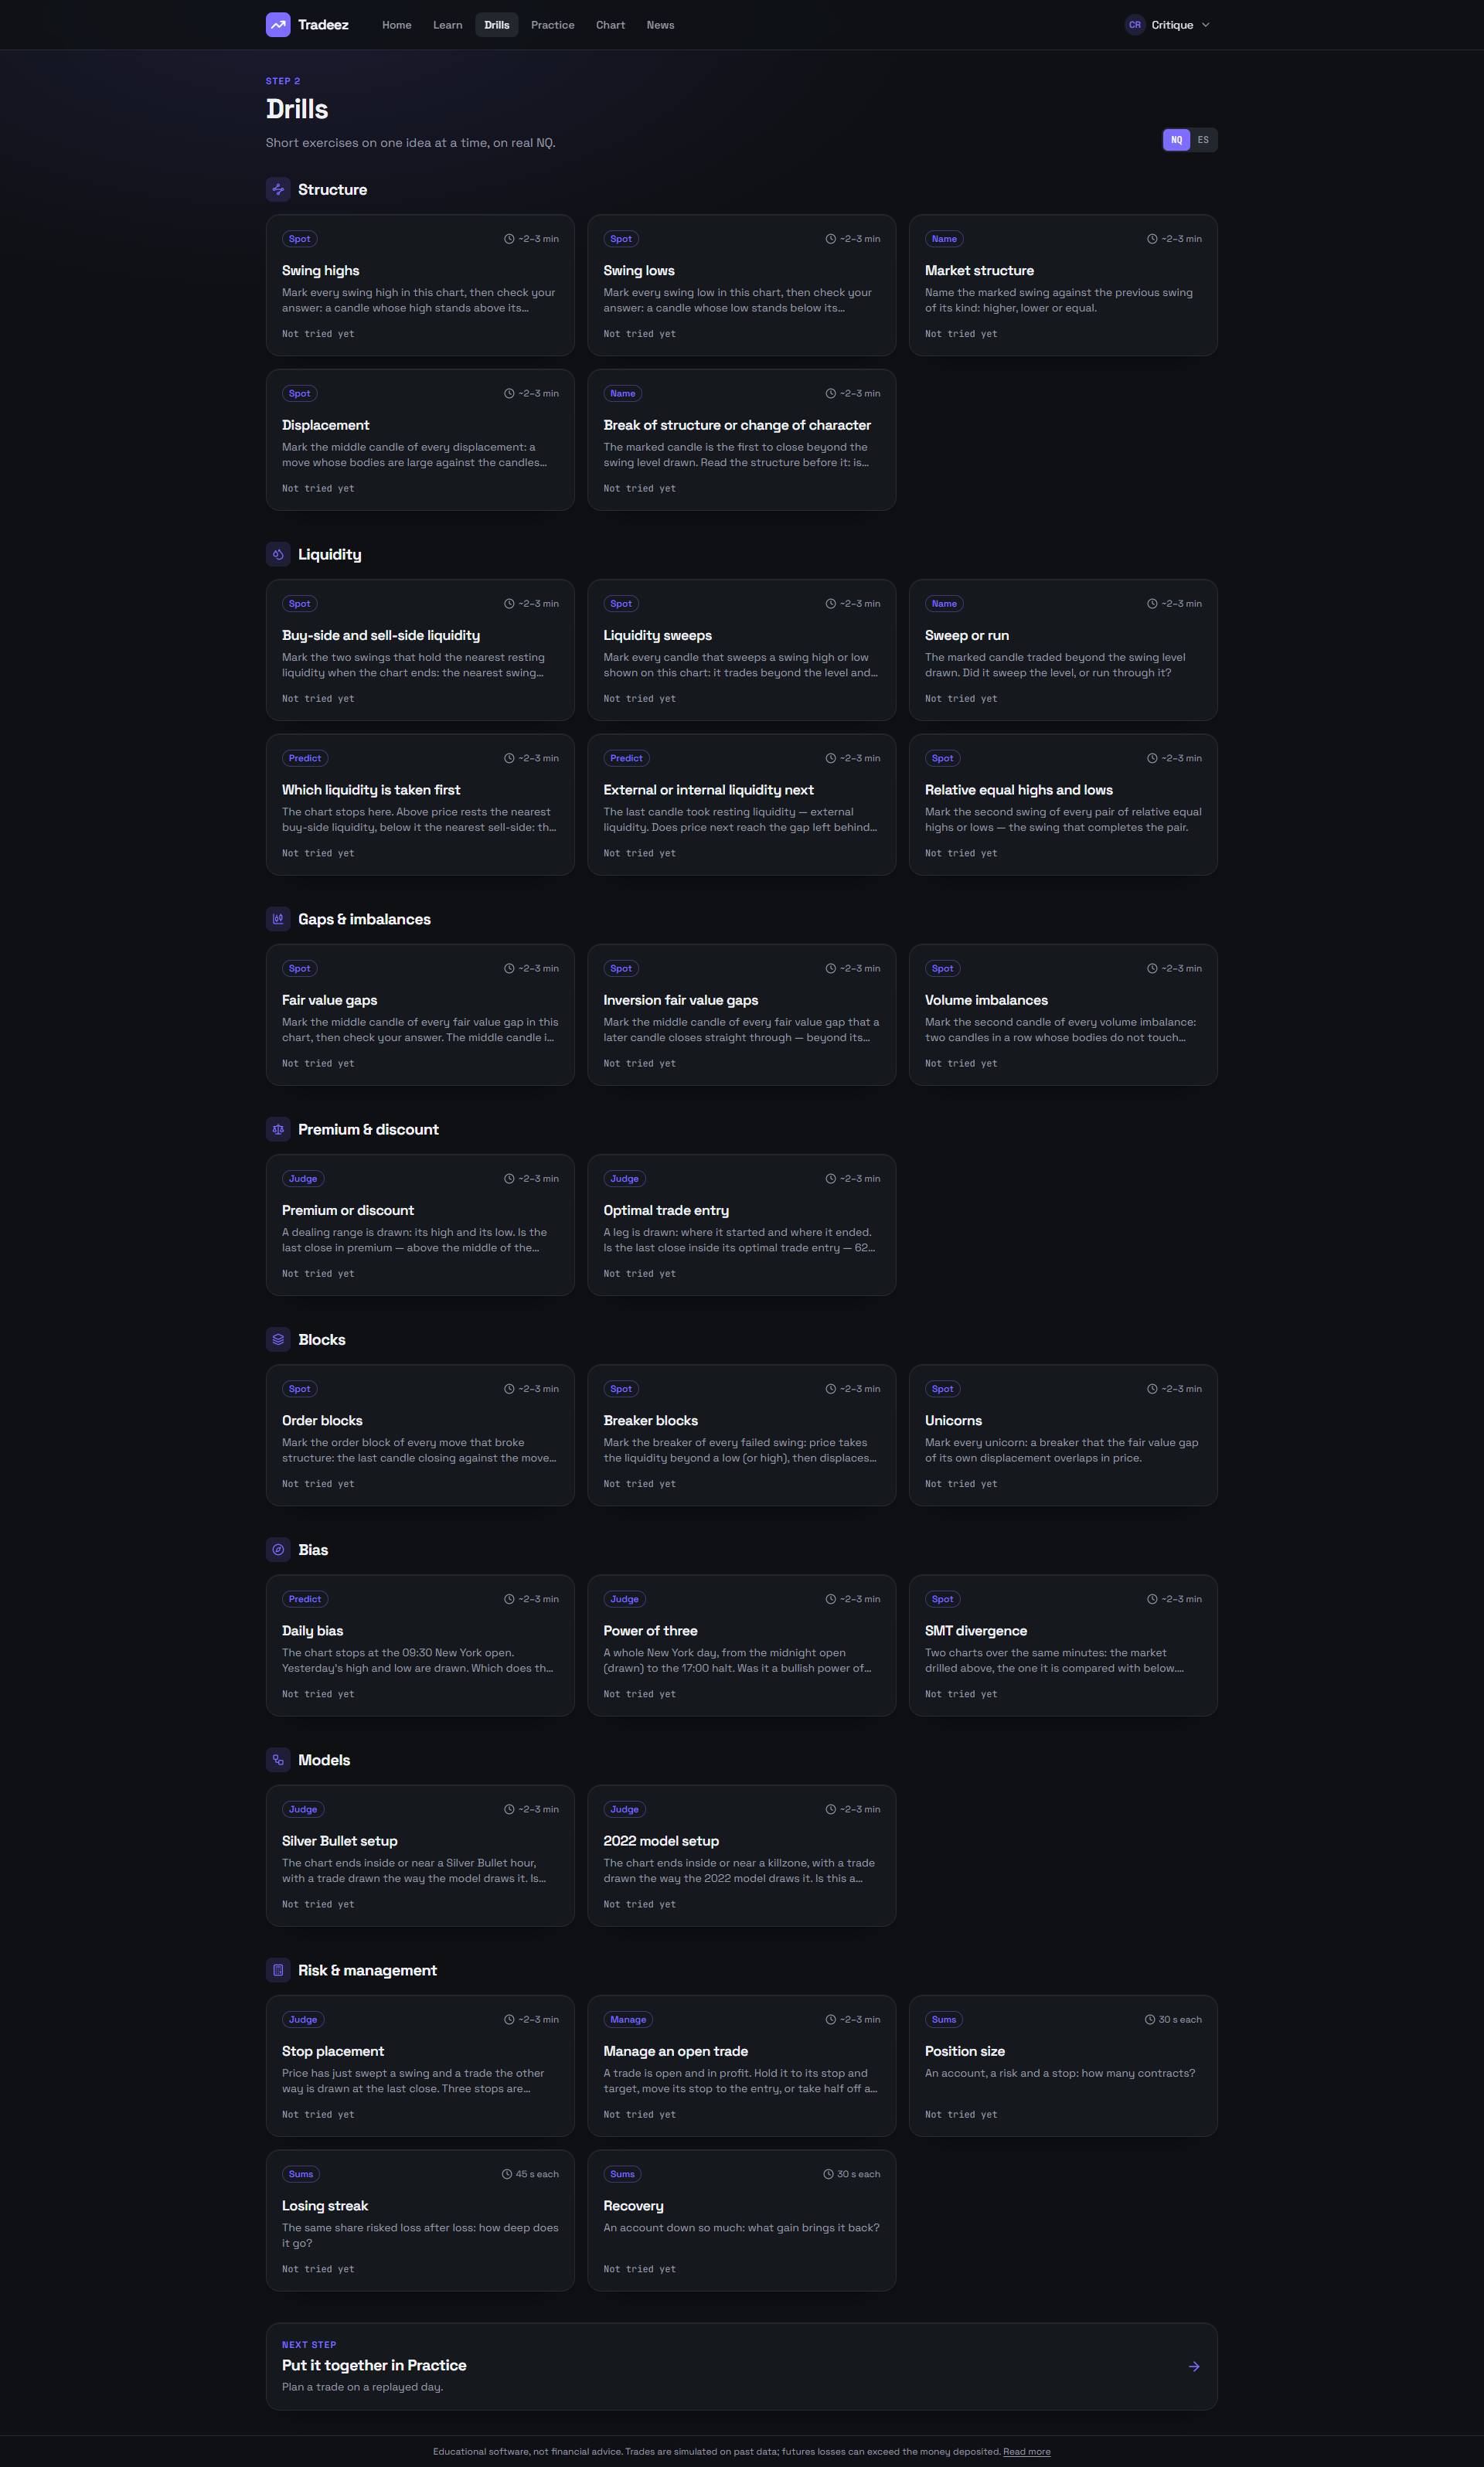 Tradeez
Home
Learn
Drills
Practice
Chart
News
CR
Critique
STEP 2
Drills
Short exercises on one idea at a time, on real NQ.
NQ
ES
Structure
Spot
~2–3 min
Swing highs
Mark every swing high in this chart, then check your
answer: a candle whose high stands above its…
Not tried yet
Spot
~2–3 min
Swing lows
Mark every swing low in this chart, then check your
answer: a candle whose low stands below its…
Not tried yet
Name
~2–3 min
Market structure
Name the marked swing against the previous swing
of its kind: higher, lower or equal.
Not tried yet
Spot
~2–3 min
Displacement
Mark the middle candle of every displacement: a
move whose bodies are large against the candles…
Not tried yet
Name
~2–3 min
Break of structure or change of character
The marked candle is the first to close beyond the
swing level drawn. Read the structure before it: is…
Not tried yet
Liquidity
Spot
~2–3 min
Buy-side and sell-side liquidity
Mark the two swings that hold the nearest resting
liquidity when the chart ends: the nearest swing…
Not tried yet
Spot
~2–3 min
Liquidity sweeps
Mark every candle that sweeps a swing high or low
shown on this chart: it trades beyond the level and…
Not tried yet
Name
~2–3 min
Sweep or run
The marked candle traded beyond the swing level
drawn. Did it sweep the level, or run through it?
Not tried yet
Predict
~2–3 min
Which liquidity is taken first
The chart stops here. Above price rests the nearest
buy-side liquidity, below it the nearest sell-side: th…
Not tried yet
Predict
~2–3 min
External or internal liquidity next
The last candle took resting liquidity — external
liquidity. Does price next reach the gap left behind…
Not tried yet
Spot
~2–3 min
Relative equal highs and lows
Mark the second swing of every pair of relative equal
highs or lows — the swing that completes the pair.
Not tried yet
Gaps & imbalances
Spot
~2–3 min
Fair value gaps
Mark the middle candle of every fair value gap in this
chart, then check your answer. The middle candle i…
Not tried yet
Spot
~2–3 min
Inversion fair value gaps
Mark the middle candle of every fair value gap that a
later candle closes straight through — beyond its…
Not tried yet
Spot
~2–3 min
Volume imbalances
Mark the second candle of every volume imbalance:
two candles in a row whose bodies do not touch…
Not tried yet
Premium & discount
Judge
~2–3 min
Premium or discount
A dealing range is drawn: its high and its low. Is the
last close in premium — above the middle of the…
Not tried yet
Judge
~2–3 min
Optimal trade entry
A leg is drawn: where it started and where it ended.
Is the last close inside its optimal trade entry — 62…
Not tried yet
Blocks
Spot
~2–3 min
Order blocks
Mark the order block of every move that broke
structure: the last candle closing against the move…
Not tried yet
Spot
~2–3 min
Breaker blocks
Mark the breaker of every failed swing: price takes
the liquidity beyond a low (or high), then displaces…
Not tried yet
Spot
~2–3 min
Unicorns
Mark every unicorn: a breaker that the fair value gap
of its own displacement overlaps in price.
Not tried yet
Bias
Predict
~2–3 min
Daily bias
The chart stops at the 09:30 New York open.
Yesterday's high and low are drawn. Which does th…
Not tried yet
Judge
~2–3 min
Power of three
A whole New York day, from the midnight open
(drawn) to the 17:00 halt. Was it a bullish power of…
Not tried yet
Spot
~2–3 min
SMT divergence
Two charts over the same minutes: the market
drilled above, the one it is compared with below.…
Not tried yet
Models
Judge
~2–3 min
Silver Bullet setup
The chart ends inside or near a Silver Bullet hour,
with a trade drawn the way the model draws it. Is…
Not tried yet
Judge
~2–3 min
2022 model setup
The chart ends inside or near a killzone, with a trade
drawn the way the 2022 model draws it. Is this a…
Not tried yet
Risk & management
Judge
~2–3 min
Stop placement
Price has just swept a swing and a trade the other
way is drawn at the last close. Three stops are…
Not tried yet
Manage
~2–3 min
Manage an open trade
A trade is open and in profit. Hold it to its stop and
target, move its stop to the entry, or take half off a…
Not tried yet
Sums
30 s each
Position size
An account, a risk and a stop: how many contracts?
Not tried yet
Sums
45 s each
Losing streak
The same share risked loss after loss: how deep does
it go?
Not tried yet
Sums
30 s each
Recovery
An account down so much: what gain brings it back?
Not tried yet
NEXT STEP
Put it together in Practice
Plan a trade on a replayed day.
Educational software, not financial advice. Trades are simulated on past data; futures losses can exceed the money deposited. Read more